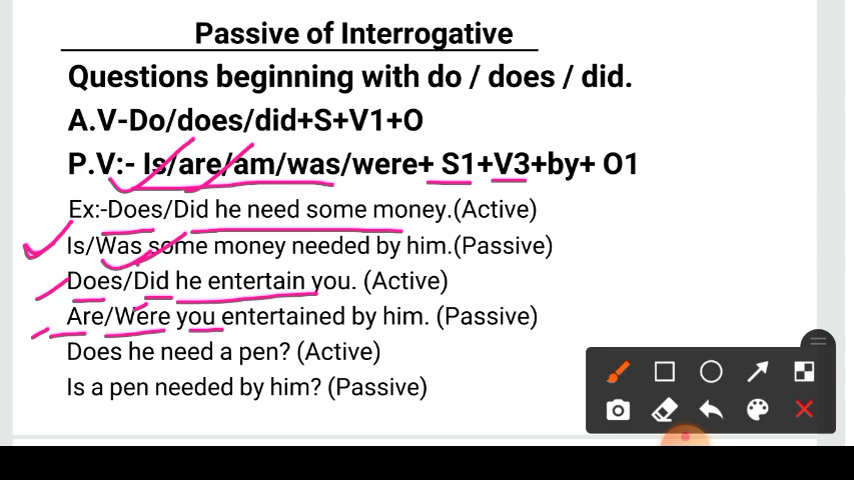 Passive of Interrogative
Questions beginning with do / does / did.
A.V-Do/does/did+S+V1+O
P.V:- Is/are/am/was/were+ S1+V3+by+ O1
Ex:-Does/Did he need some money.(Active)
Is/Was some money needed by him.(Passive)
Does/Did he entertain you. (Active)
Are/Were you entertained by him. (Passive)
Does he need a pen? (Active)
Is a pen needed by him? (Passive)